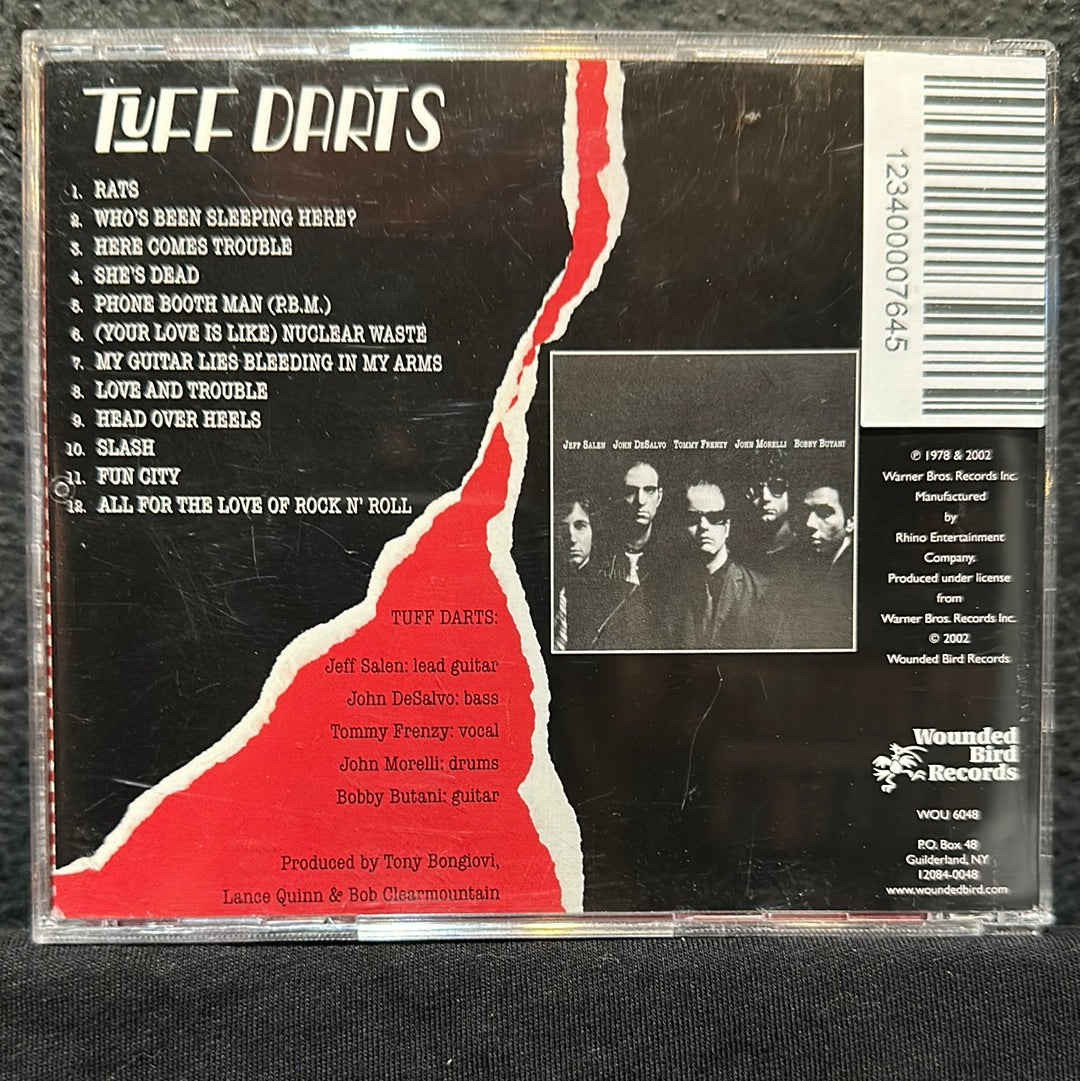 TUFF DARTS
1. RATS
2. WHO'S BEEN SLEEPING HERE?
3. HERE COMES TROUBLE
4. SHE'S DEAD
5. PHONE BOOTH MAN (P.B.M.)
6. (YOUR LOVE IS LIKE) NUCLEAR WASTE
7. MY GUITAR LIES BLEEDING IN MY ARMS
8. LOVE AND TROUBLE
9. HEAD OVER HEELS
10. SLASH
11. FUN CITY
12. ALL FOR THE LOVE OF ROCK N' ROLL
TUFF DARTS:
Jeff Salen: lead guitar
John DeSalvo: bass
Tommy Frenzy: vocal
John Morelli: drums
Bobby Butani: guitar
Produced by Tony Bongiovi,
Lance Quinn & Bob Clearmountain
JEFF SALEN JOHN DESALVO TOMMY FRENZY JOHN MORELLI BOBBY BUTANI
1234000007645
℗ 1978 & 2002
Warner Bros. Records Inc.
Manufactured
by
Rhino Entertainment
Company.
Produced under license
from
Warner Bros. Records Inc.
© 2002
Wounded Bird Records
Wounded
Bird
Records
WOU 6048
P.O. Box 48
Guilderland, NY
12084-0048
www.woundedbird.com